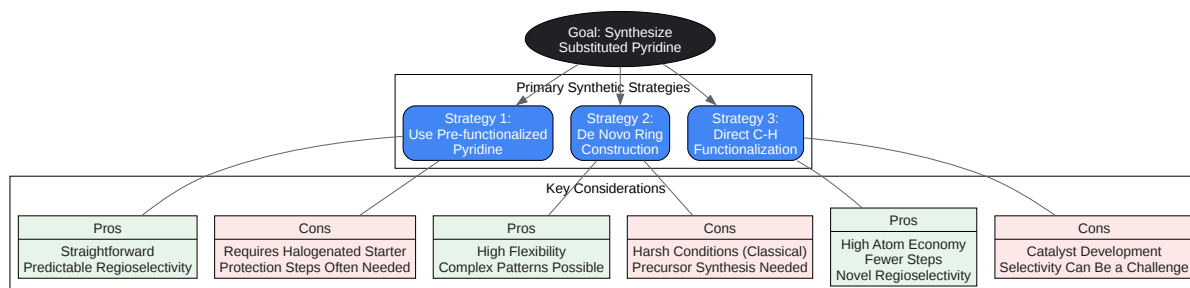 Goal: Synthesize
Substituted Pyridine
Primary Synthetic Strategies
Strategy 1:
Use Pre-functionalized
Pyridine
Strategy 2:
De Novo Ring
Construction
Strategy 3:
Direct C-H
Functionalization
Key Considerations
Pros
Straightforward
Predictable Regioselectivity
Cons
Requires Halogenated Starter
Protection Steps Often Needed
Pros
High Flexibility
Complex Patterns Possible
Cons
Harsh Conditions (Classical)
Precursor Synthesis Needed
Pros
High Atom Economy
Fewer Steps
Novel Regioselectivity
Cons
Catalyst Development
Selectivity Can Be a Challenge